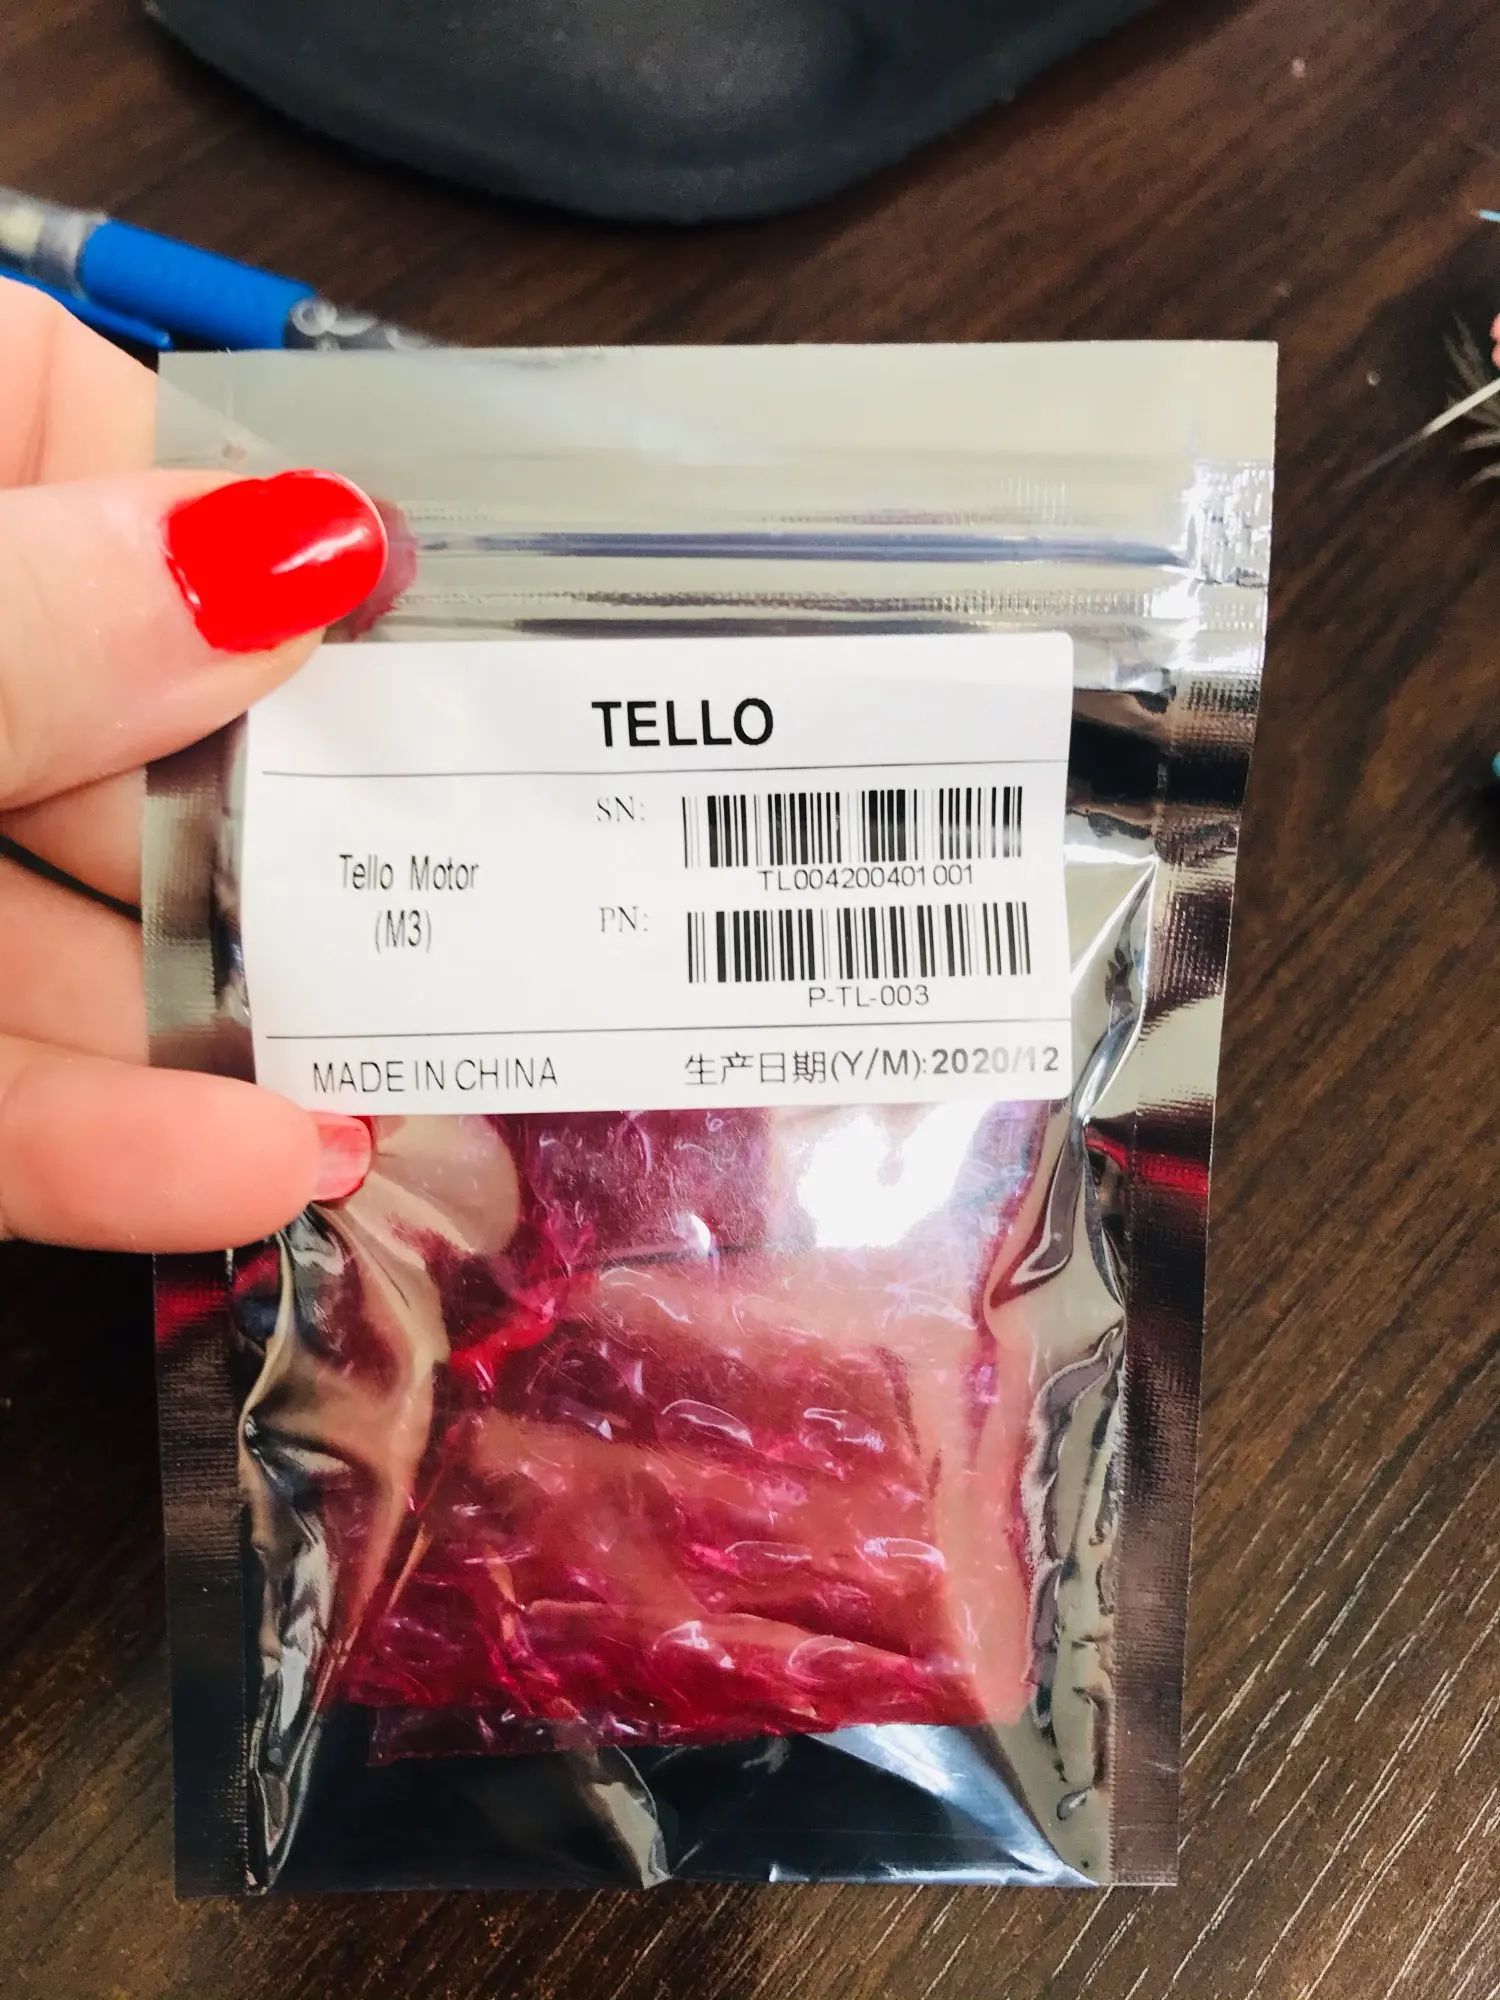 TELLO
Tello Motor
(M3)
SN:
TL004200401001
PN:
P-TL-003
MADE IN CHINA
生产日期(Y/M):2020/12